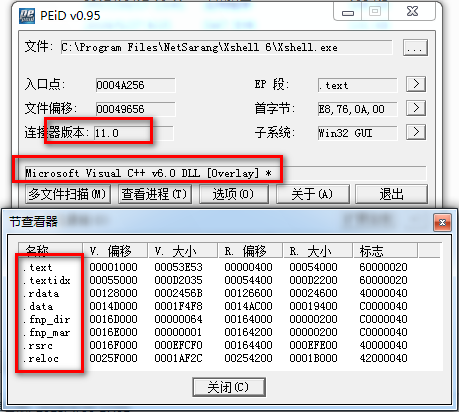 PEiD v0.95
文件: C:\Program Files\NetSarang\Xshell 6\Xshell.exe ...
入口点: 0004A256 EP 段: .text >
文件偏移: 00049656 首字节: E8,76,0A,00 >
连接器版本: 11.0 子系统: Win32 GUI >
Microsoft Visual C++ v6.0 DLL [Overlay] *
多文件扫描(M) 查看进程(T) 选项(O) 关于(A) 退出
节查看器
名称 V. 偏移 V. 大小 R. 偏移 R. 大小 标志
.text 00001000 00053E53 00000400 00054000 60000020
.textidx 00055000 000D2035 00054400 000D2200 60000020
.rdata 00128000 0002456B 00126600 00024600 40000040
.data 0014D000 0001F4F8 0014AC00 00019400 C0000040
.fnp_dir 0016D000 00000064 00164000 00000200 C0000040
.fnp_mar 0016E000 00000001 00164200 00000200 C0000040
.rsrc 0016F000 000EFCF0 00164400 000EFE00 40000040
.reloc 0025F000 0001AF2C 00254200 0001B000 42000040
关闭(C)